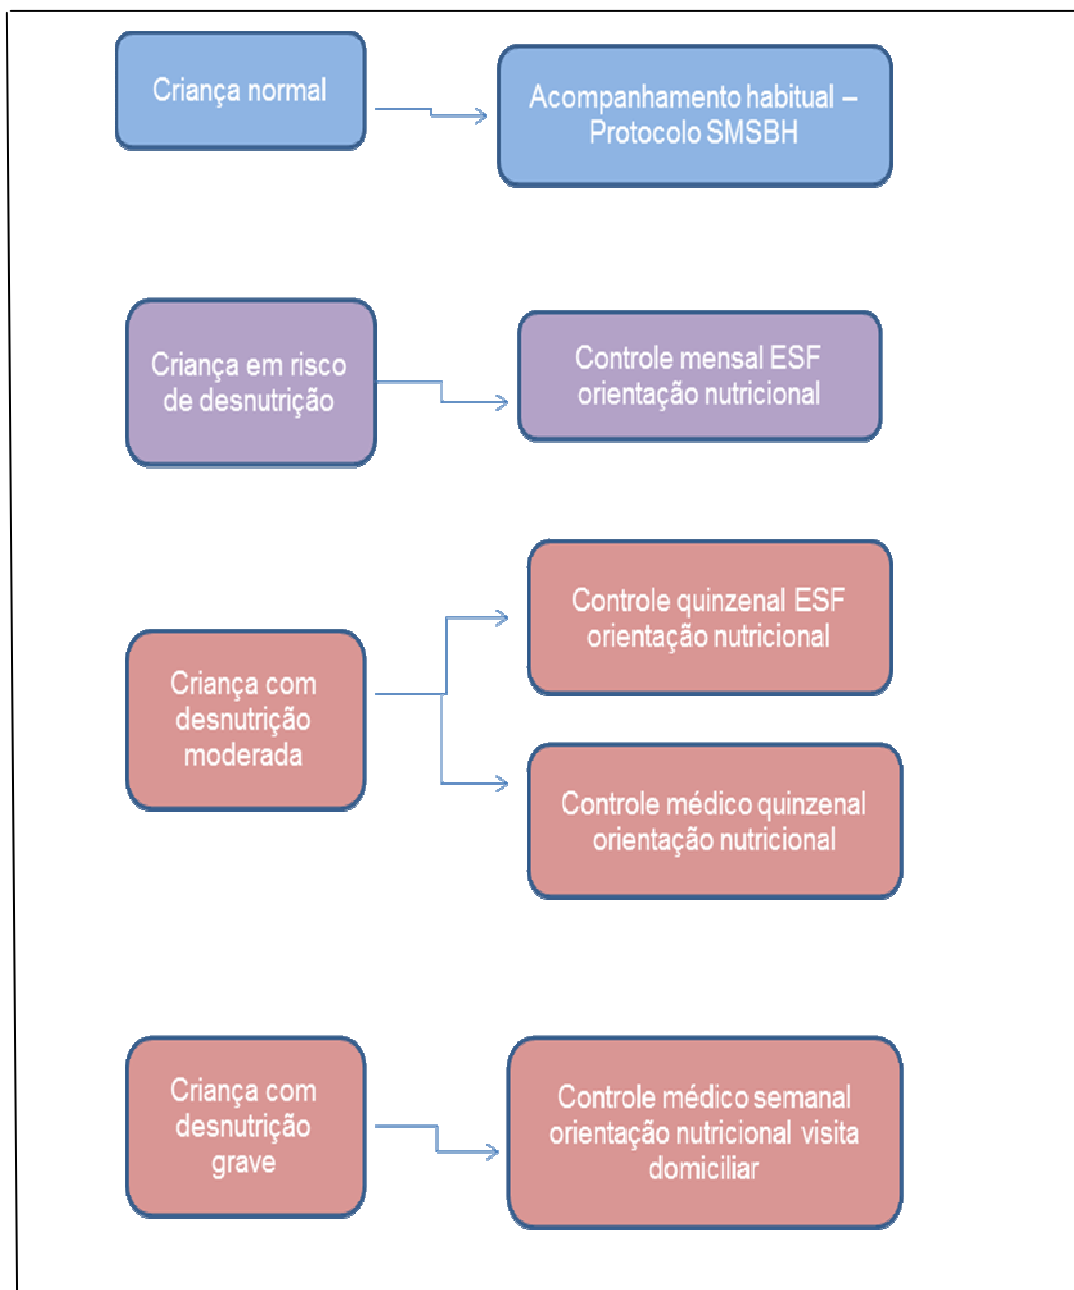 Criança normal
Acompanhamento habitual –
Protocolo SMSBH
Criança em risco
de desnutrição
Controle mensal ESF
orientação nutricional
Criança com
desnutrição
moderada
Controle quinzenal ESF
orientação nutricional
Controle médico quinzenal
orientação nutricional
Criança com
desnutrição
grave
Controle médico semanal
orientação nutricional visita
domiciliar